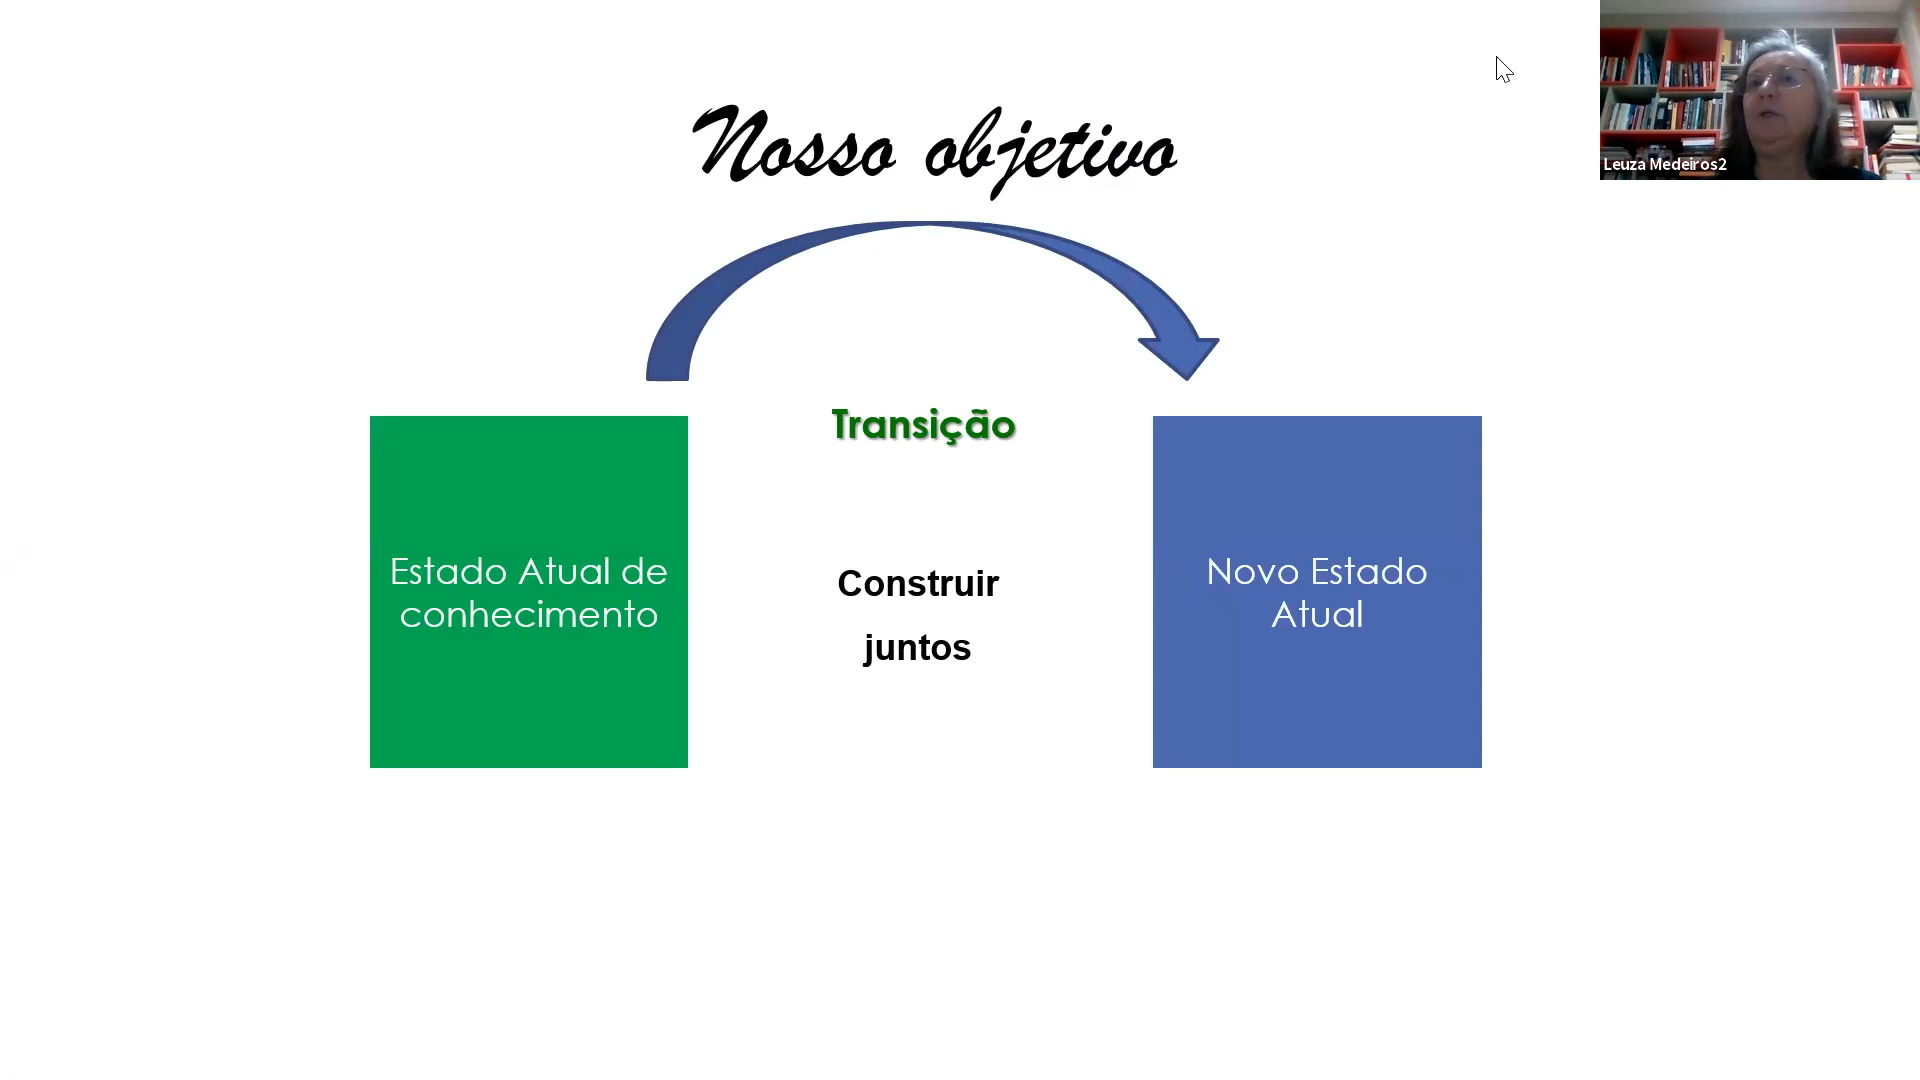 Nosso objetivo
Leuza Medeiros2
Transição
Estado Atual de
conhecimento
Construir
juntos
Novo Estado
Atual